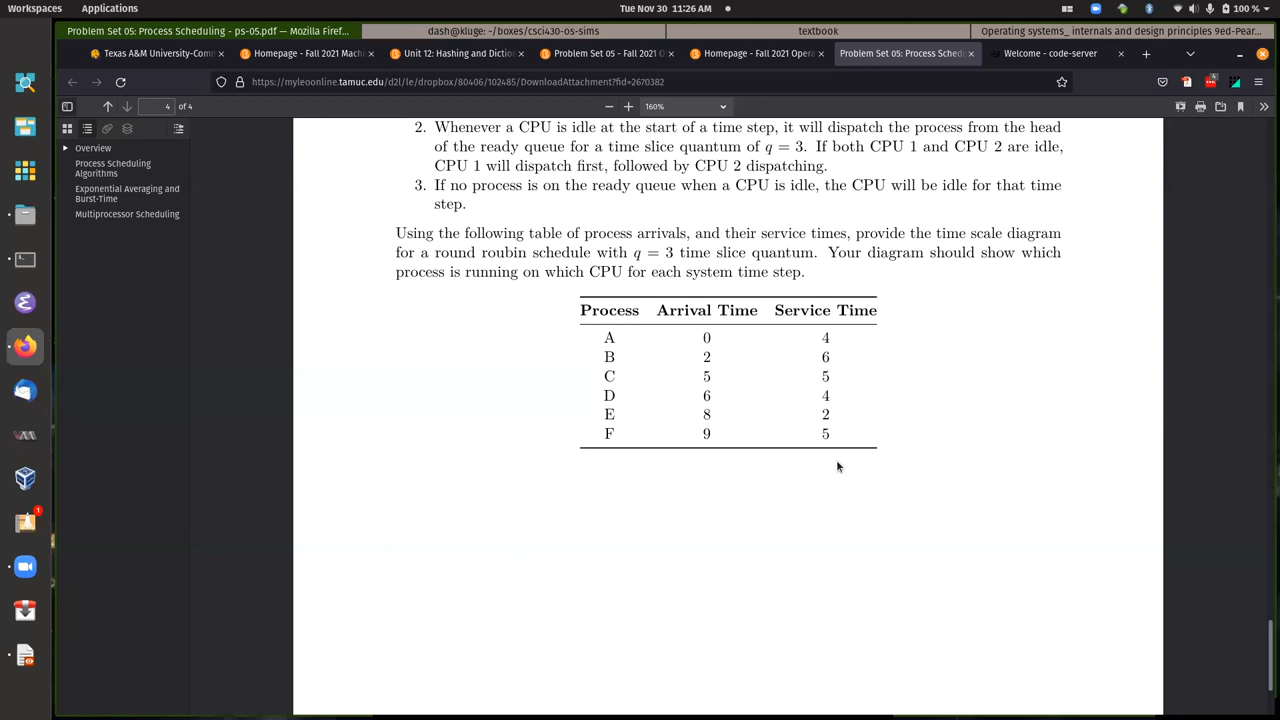 Workspaces Applications
Tue Nov 30 11:26 AM
100 %
Problem Set 05: Process Scheduling - ps-05.pdf — Mozilla Firef...
dash@kluge: ~/boxes/csci430-os-sims
textbook
Operating systems_ internals and design principles 9ed-Pear...
Texas A&M University-Com
Homepage - Fall 2021 Machi
Unit 12: Hashing and Dictio
Problem Set 05 - Fall 2021 O
Homepage - Fall 2021 Opera
Problem Set 05: Process Sched
Welcome - code-server
https://myleoonline.tamuc.edu/d2l/le/dropbox/80406/102485/DownloadAttachment?fid=2670382
4 of 4
160%
Overview
Process Scheduling
Algorithms
Exponential Averaging and
Burst-Time
Multiprocessor Scheduling
2. Whenever a CPU is idle at the start of a time step, it will dispatch the process from the head
of the ready queue for a time slice quantum of q = 3. If both CPU 1 and CPU 2 are idle,
CPU 1 will dispatch first, followed by CPU 2 dispatching.
3. If no process is on the ready queue when a CPU is idle, the CPU will be idle for that time
step.
Using the following table of process arrivals, and their service times, provide the time scale diagram
for a round roubin schedule with q = 3 time slice quantum. Your diagram should show which
process is running on which CPU for each system time step.
Process Arrival Time Service Time
A 0 4
B 2 6
C 5 5
D 6 4
E 8 2
F 9 5
1